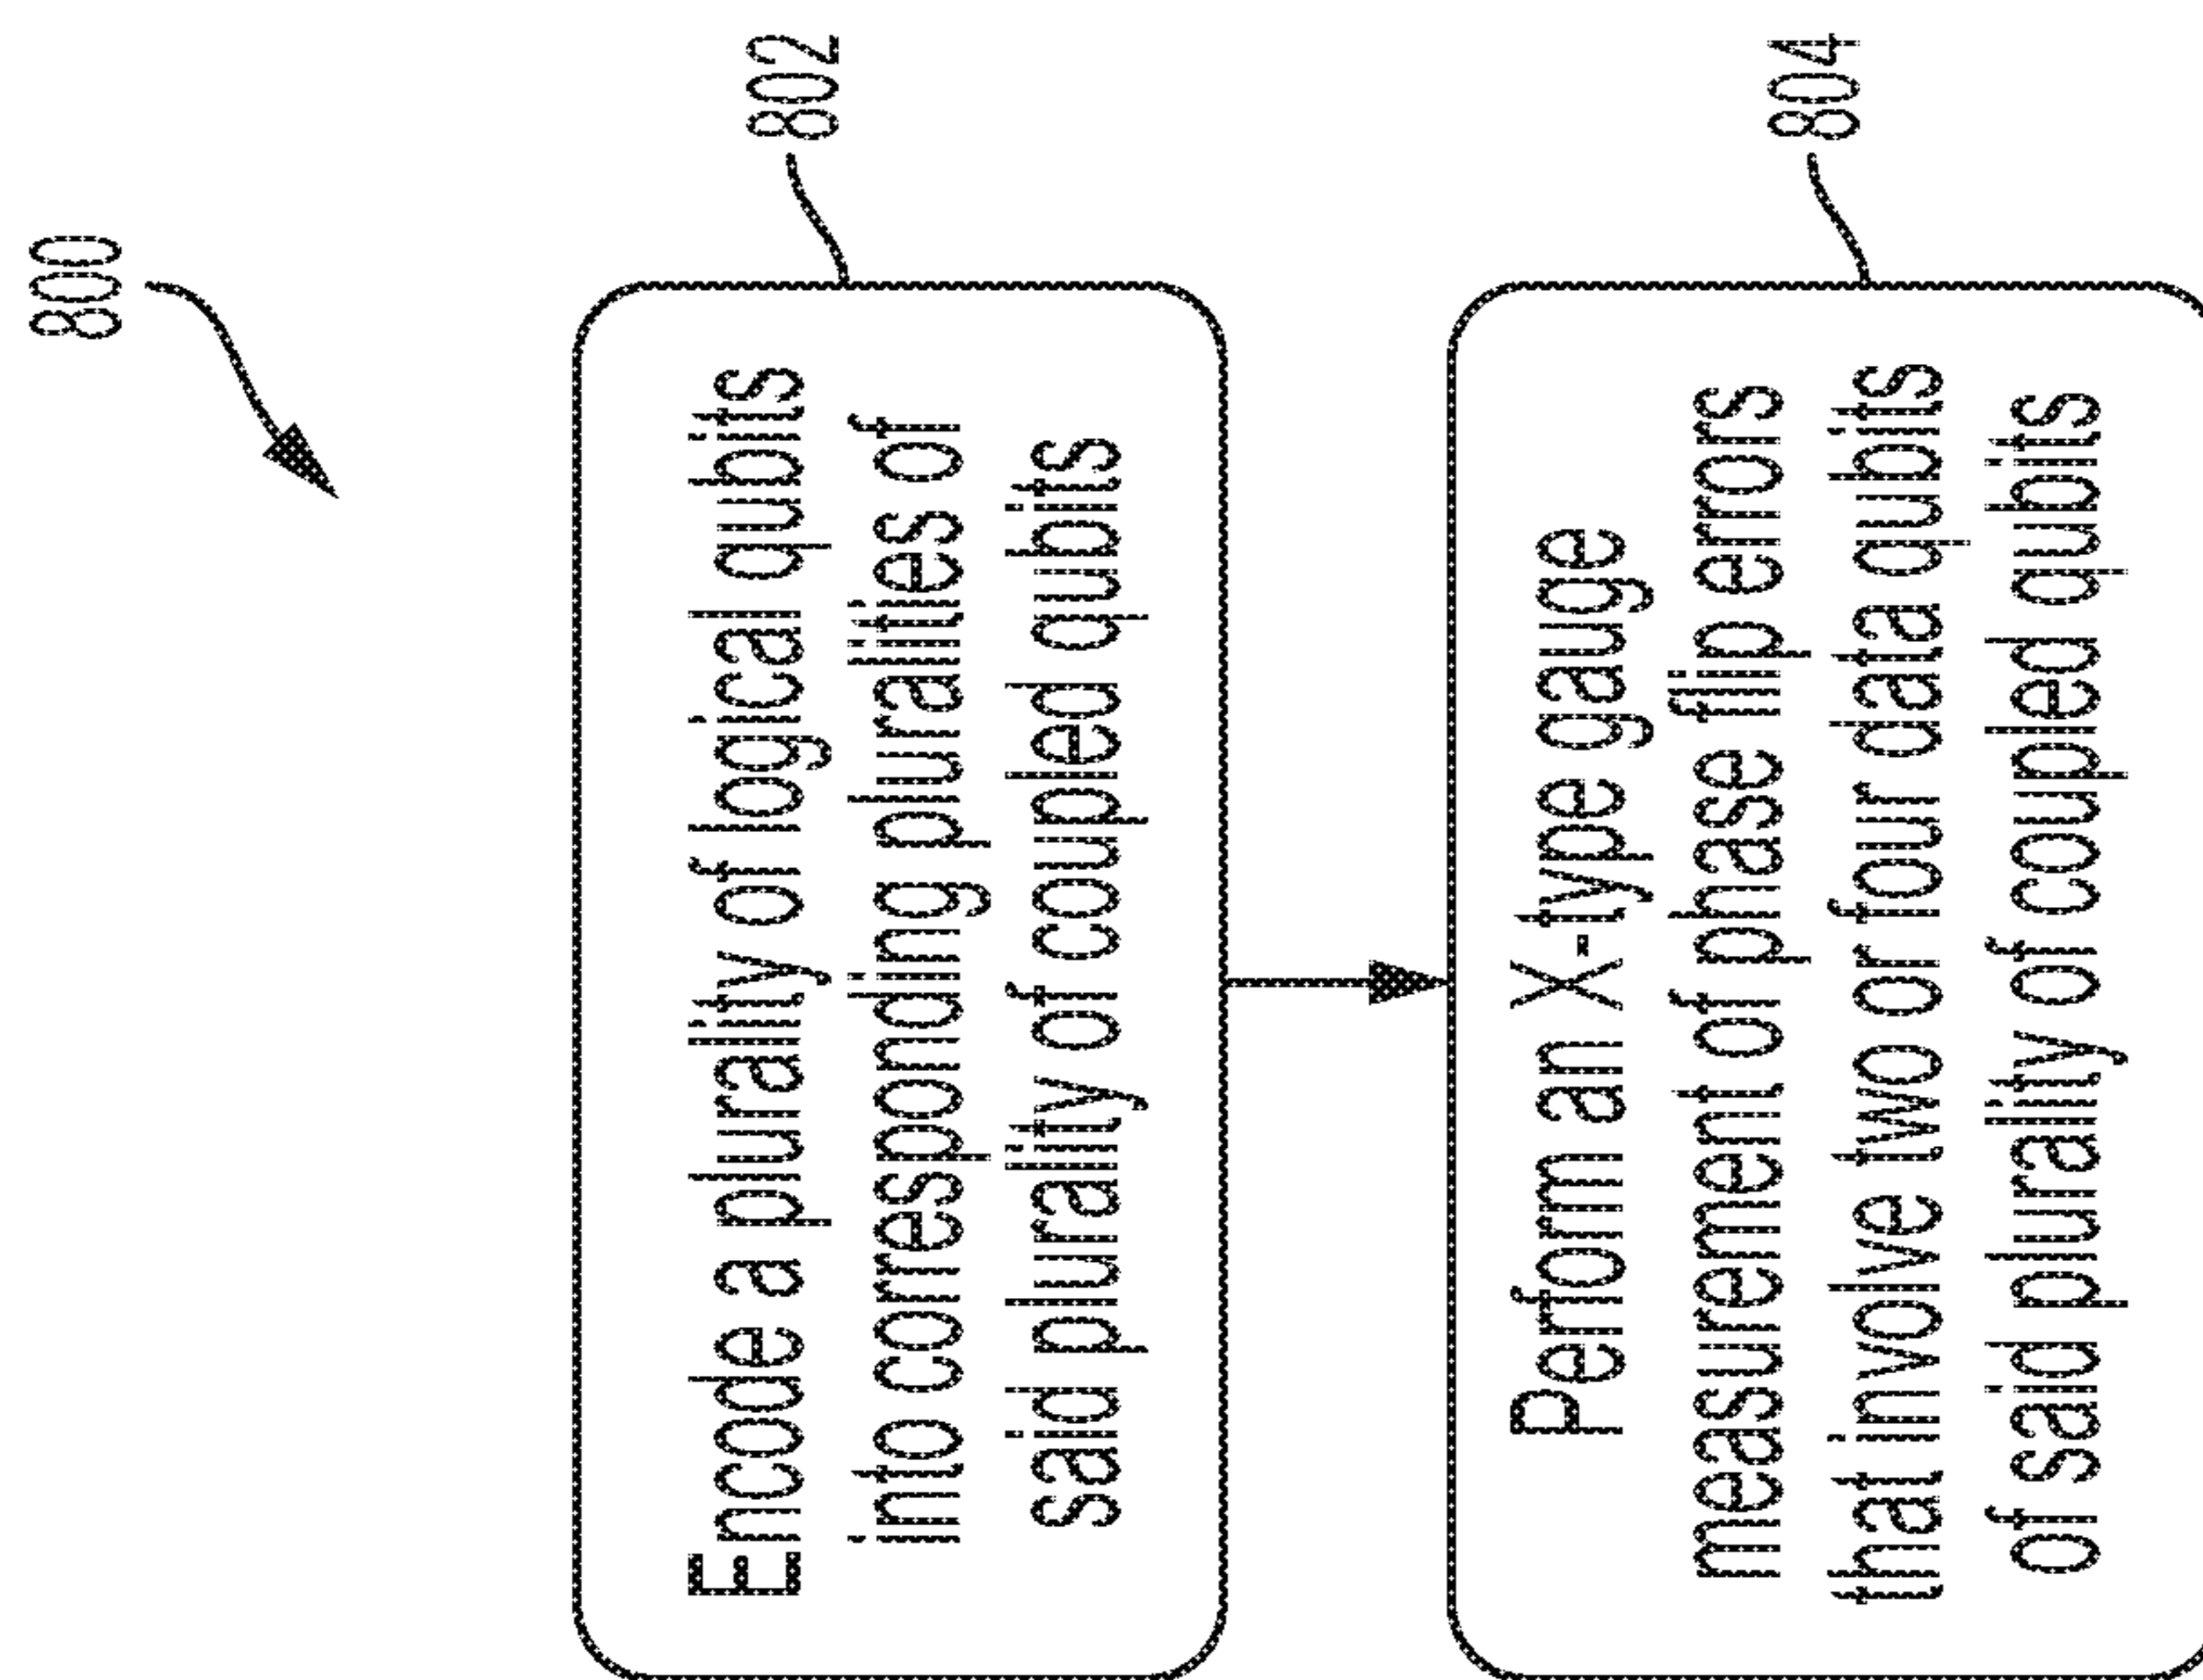 800
802
Encode a plurality of logical qubits
into corresponding pluralities of
said plurality of coupled qubits
804
Perform an X-type gauge
measurement of phase flip errors
that involve two or four data qubits
of said plurality of coupled qubits